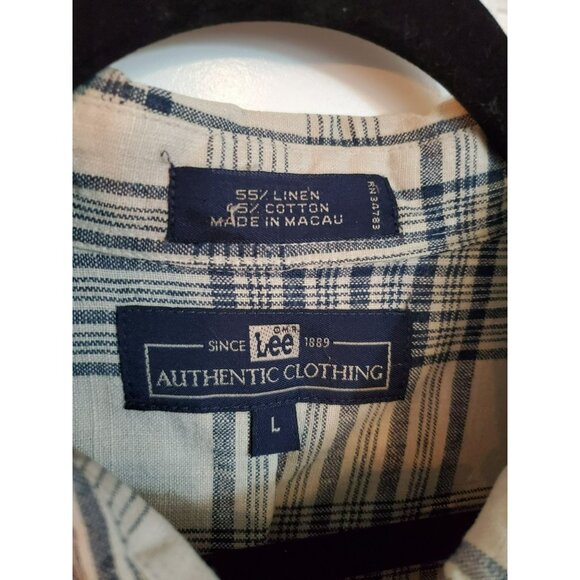 55% LINEN
45% COTTON
MADE IN MACAU
RN 34783
SINCE Lee 1889
AUTHENTIC CLOTHING
L